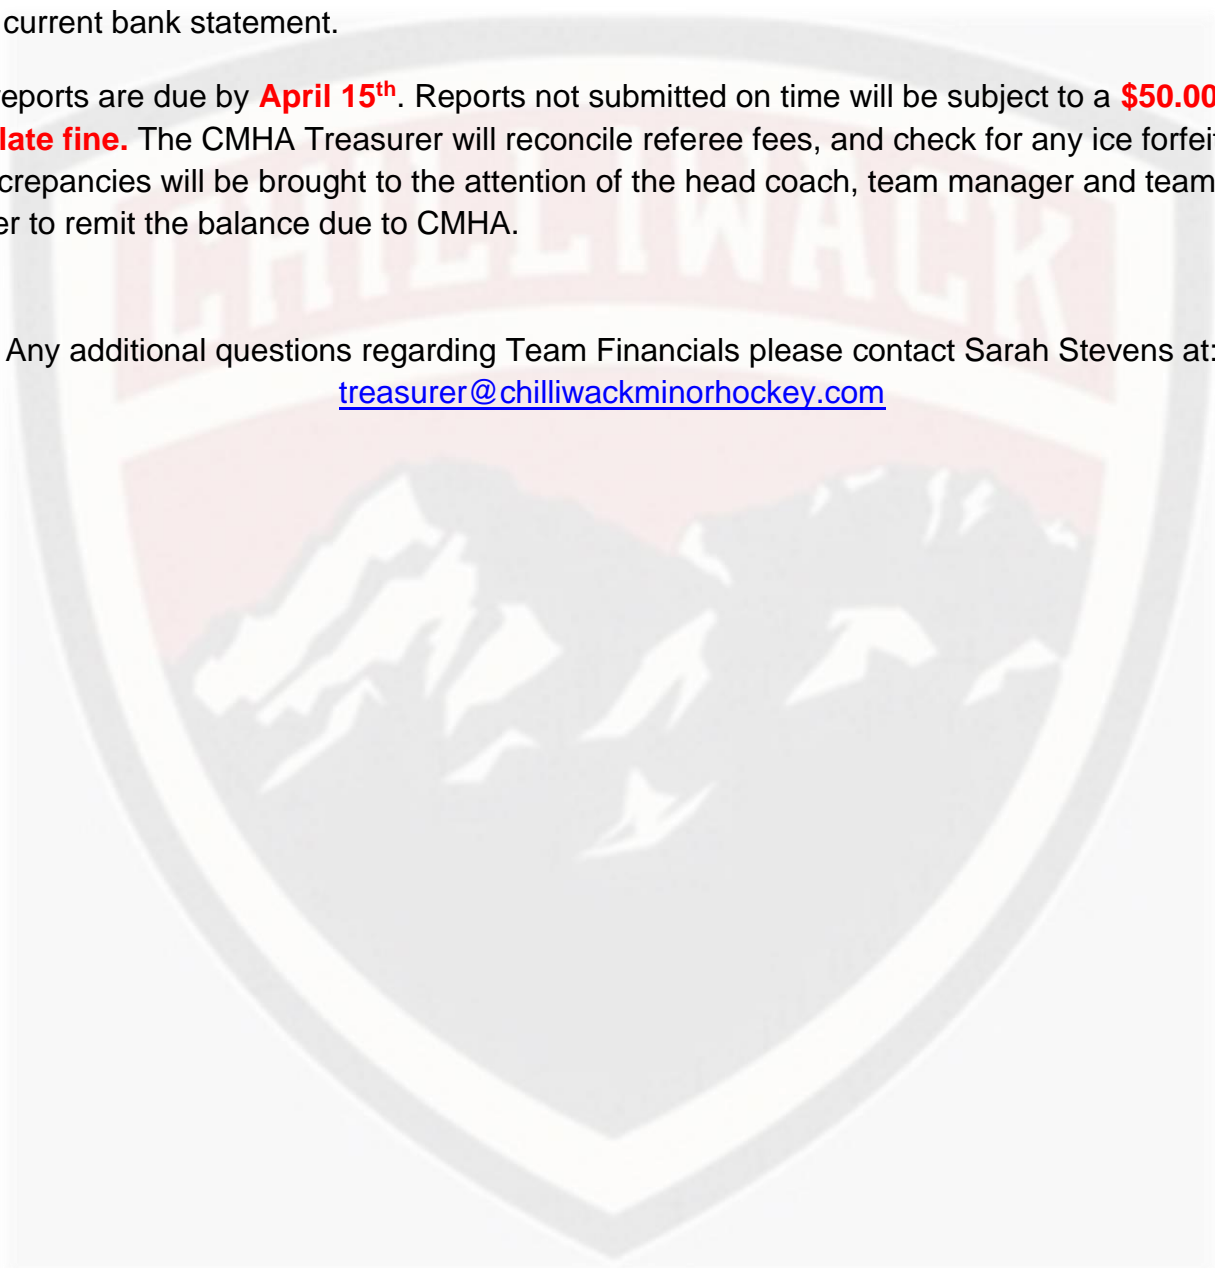 current bank statement.
reports are due by April 15th. Reports not submitted on time will be subject to a $50.00
late fine. The CMHA Treasurer will reconcile referee fees, and check for any ice forfeit
crepancies will be brought to the attention of the head coach, team manager and team
er to remit the balance due to CMHA.
CHILLIWACK
Any additional questions regarding Team Financials please contact Sarah Stevens at:
treasurer@chilliwackminorhockey.com